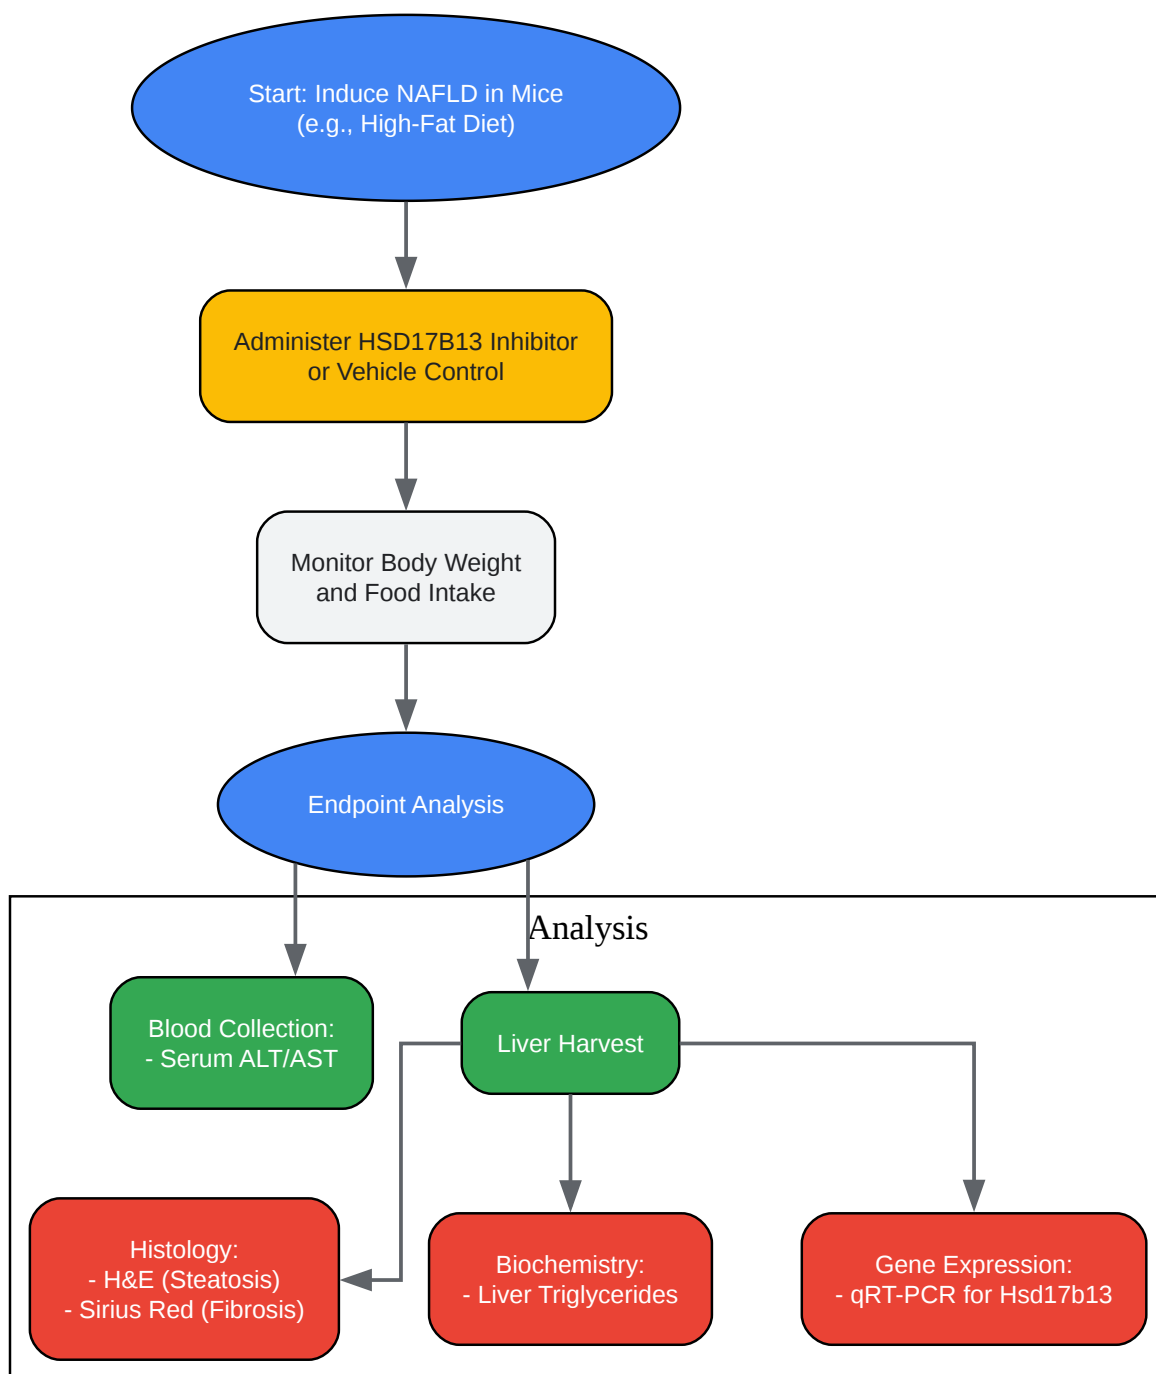 Start: Induce NAFLD in Mice
(e.g., High-Fat Diet)
Administer HSD17B13 Inhibitor
or Vehicle Control
Monitor Body Weight
and Food Intake
Endpoint Analysis
Analysis
Blood Collection:
- Serum ALT/AST
Liver Harvest
Histology:
- H&E (Steatosis)
- Sirius Red (Fibrosis)
Biochemistry:
- Liver Triglycerides
Gene Expression:
- qRT-PCR for Hsd17b13